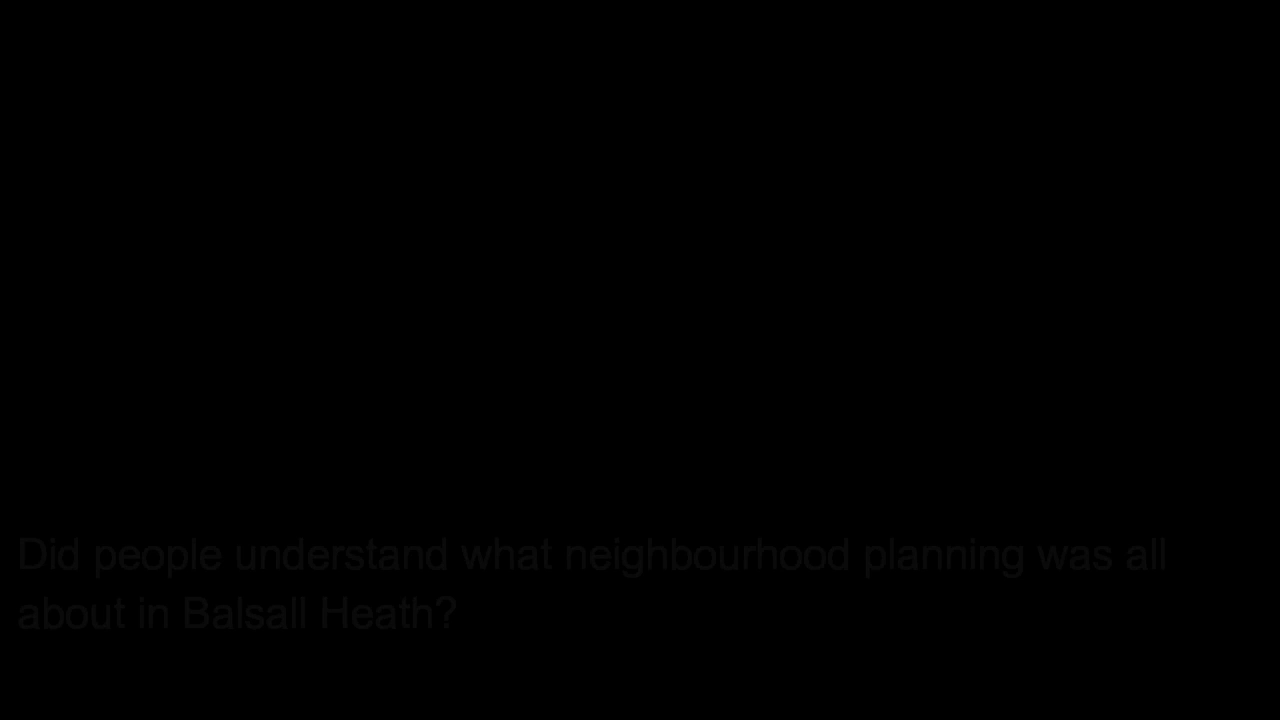 Did people understand what neighbourhood planning was all
about in Balsall Heath?